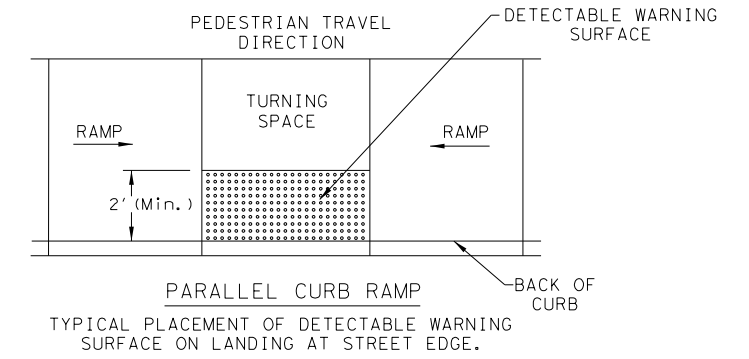 PEDESTRIAN TRAVEL
DIRECTION
DETECTABLE WARNING
SURFACE
TURNING
SPACE
RAMP
RAMP
2' (Min.)
BACK OF
CURB
PARALLEL CURB RAMP
TYPICAL PLACEMENT OF DETECTABLE WARNING
SURFACE ON LANDING AT STREET EDGE.